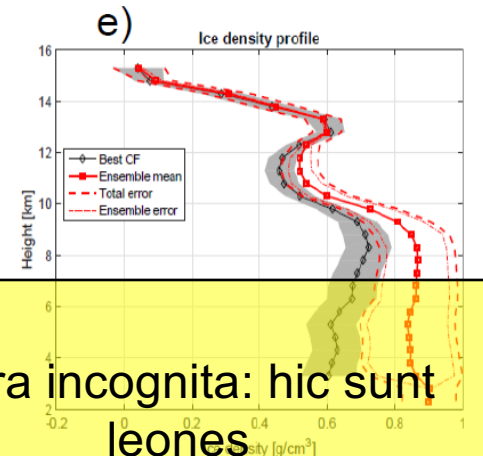 e)
Ice density profile
16
14
12
10
8
6
4
2
Height [km]
Best CF
Ensemble mean
Total error
Ensemble error
-0.2 0 0.2 0.4 0.6 0.8 1
ra incognita: hic sunt
leones
density [g/cm³]